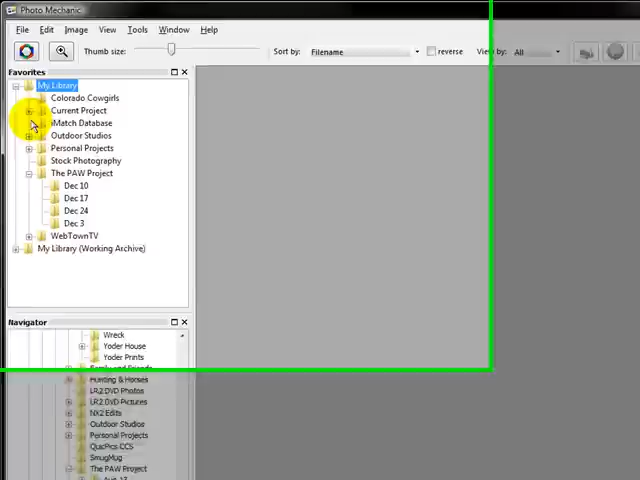 Photo Mechanic
File Edit Image View Tools Window Help
Thumb size: Sort by: Filename reverse View by: All
Favorites
My Library
Colorado Cowgirls
Current Project
iMatch Database
Outdoor Studios
Personal Projects
Stock Photography
The PAW Project
Dec 10
Dec 17
Dec 24
Dec 3
WebTownTV
My Library (Working Archive)
Navigator
Wreck
Yoder House
Yoder Prints
Family and Friends
Hunting & Horses
LR2.DVD Photos
LR2.DVD Pictures
NX2 Edits
Outdoor Studios
Personal Projects
QuicPics CCS
SmugMug
The PAW Project